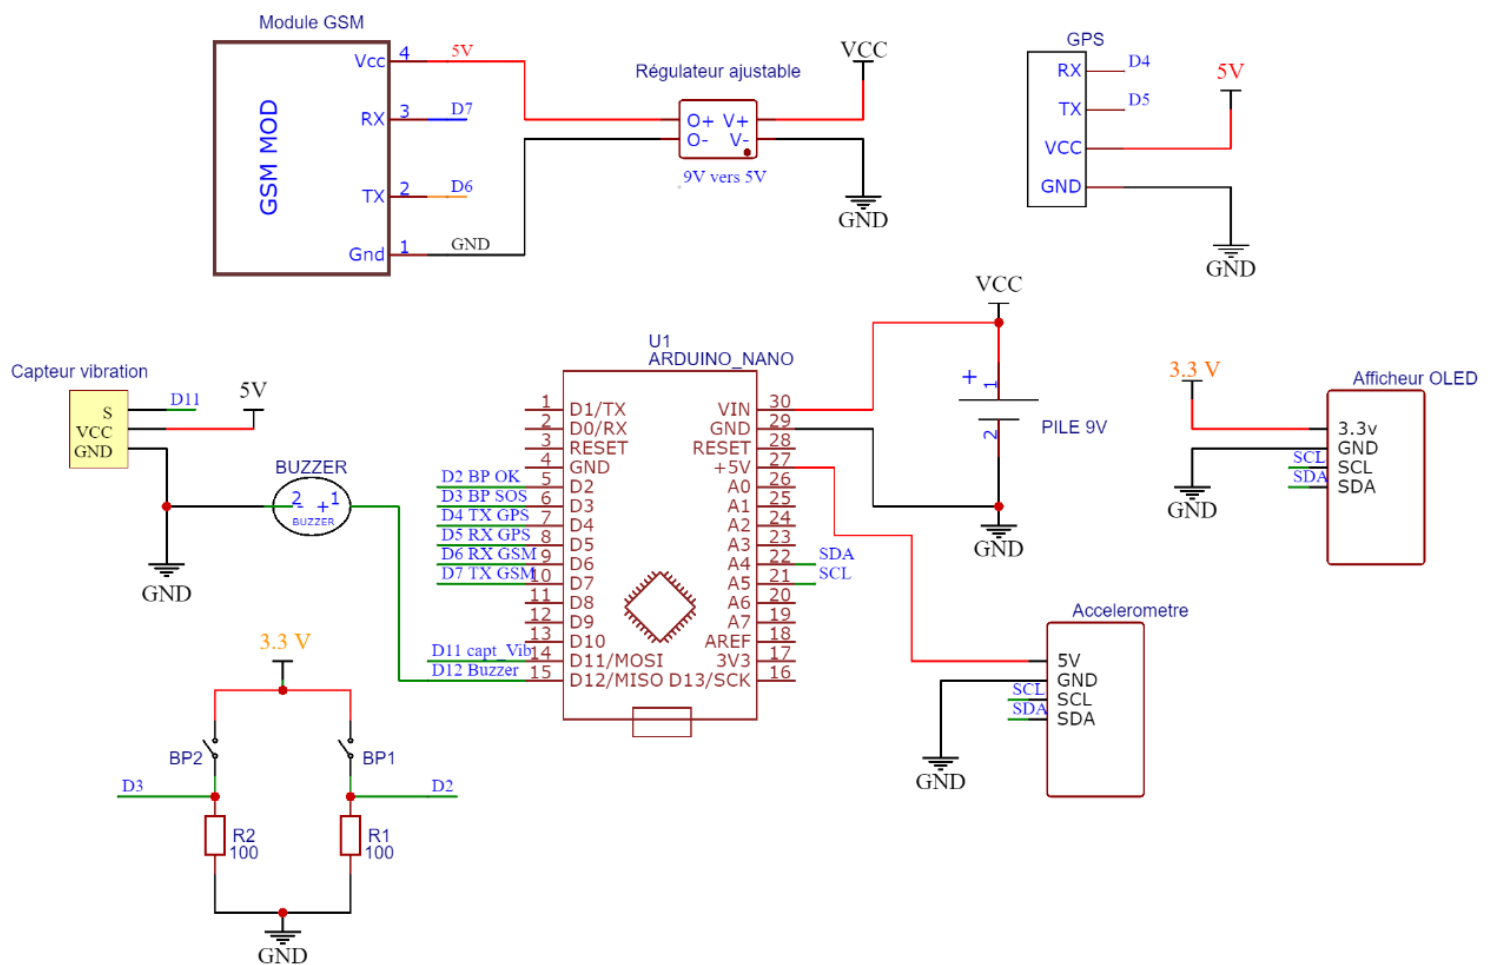 Module GSM
GSM MOD
Vcc 4 5V
RX 3 D7
TX 2 D6
Gnd 1 GND
Régulateur ajustable
O+ V+
O- V-
9V vers 5V
VCC
GND
GPS
RX D4
TX D5
VCC
GND
5V
GND
Capteur vibration
S D11
VCC
GND
5V
BUZZER
2 - + 1
BUZZER
GND
U1
ARDUINO_NANO
1 D1/TX VIN 30
2 D0/RX GND 29
3 RESET RESET 28
4 GND +5V 27
D2 BP OK 5 D2 A0 26
D3 BP SOS 6 D3 A1 25
D4 TX GPS 7 D4 A2 24
D5 RX GPS 8 D5 A3 23
D6 RX GSM 9 D6 A4 22 SDA
D7 TX GSM 10 D7 A5 21 SCL
11 D8 A6 20
12 D9 A7 19
13 D10 AREF 18
D11 capt_Vib 14 D11/MOSI 3V3 17
D12 Buzzer 15 D12/MISO D13/SCK 16
VCC
+ 1
2
PILE 9V
GND
3.3 V
Afficheur OLED
3.3v
GND
SCL SCL
SDA SDA
GND
Accelerometre
5V
GND
SCL SCL
SDA SDA
GND
3.3 V
BP2 BP1
D3 D2
R2
100
R1
100
GND